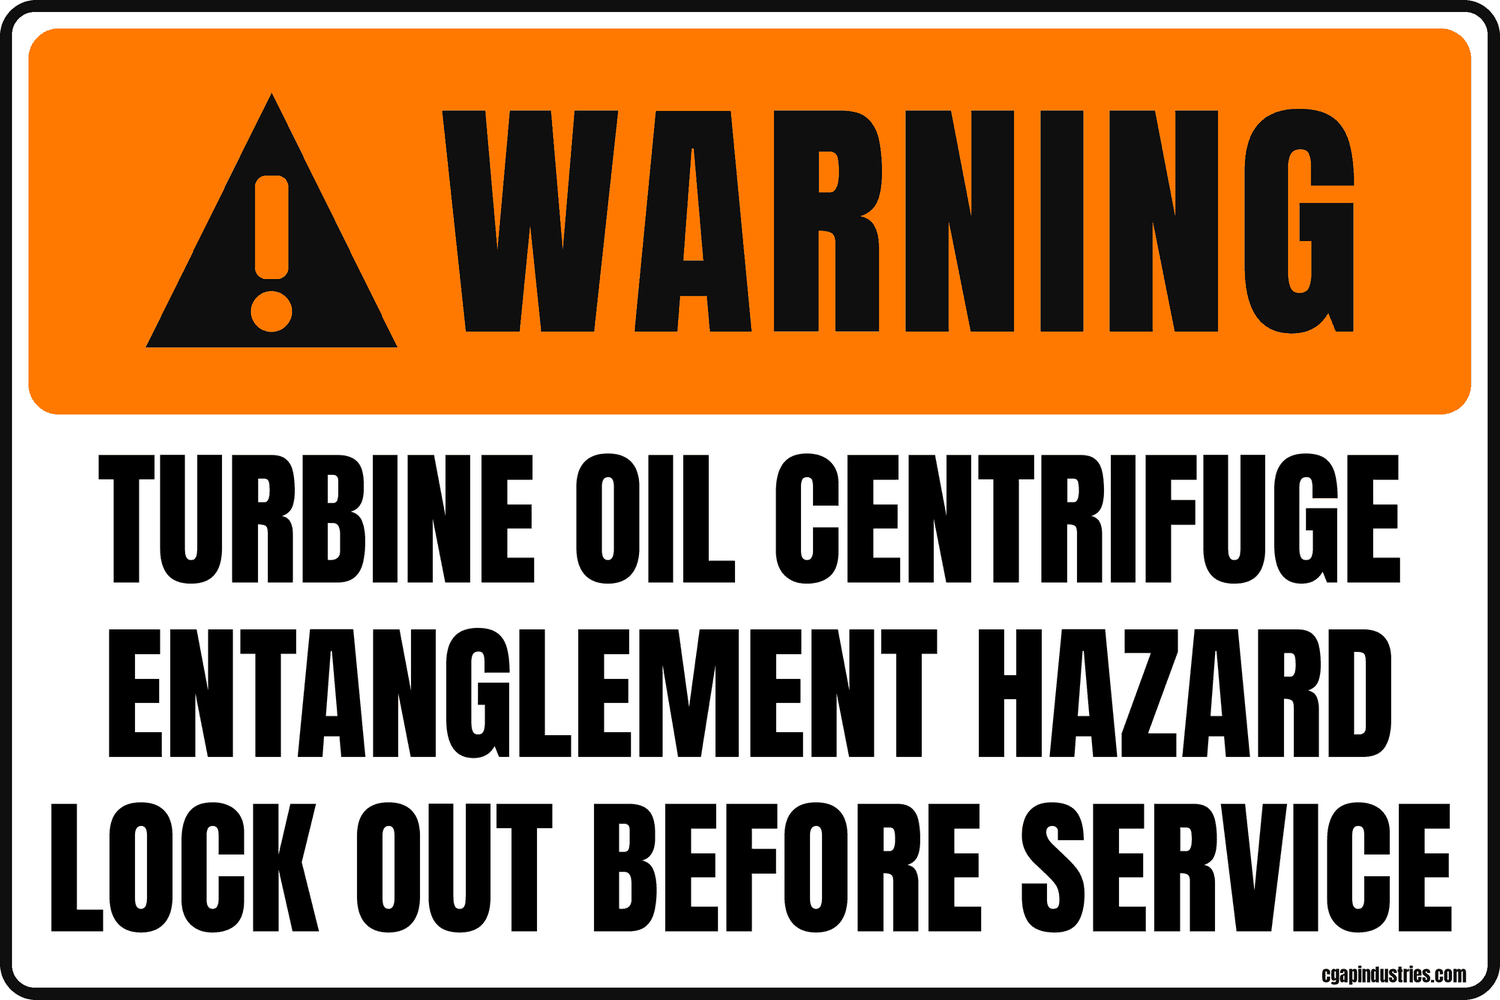 WARNING
TURBINE OIL CENTRIFUGE
ENTANGLEMENT HAZARD
LOCK OUT BEFORE SERVICE
cgapindustries.com